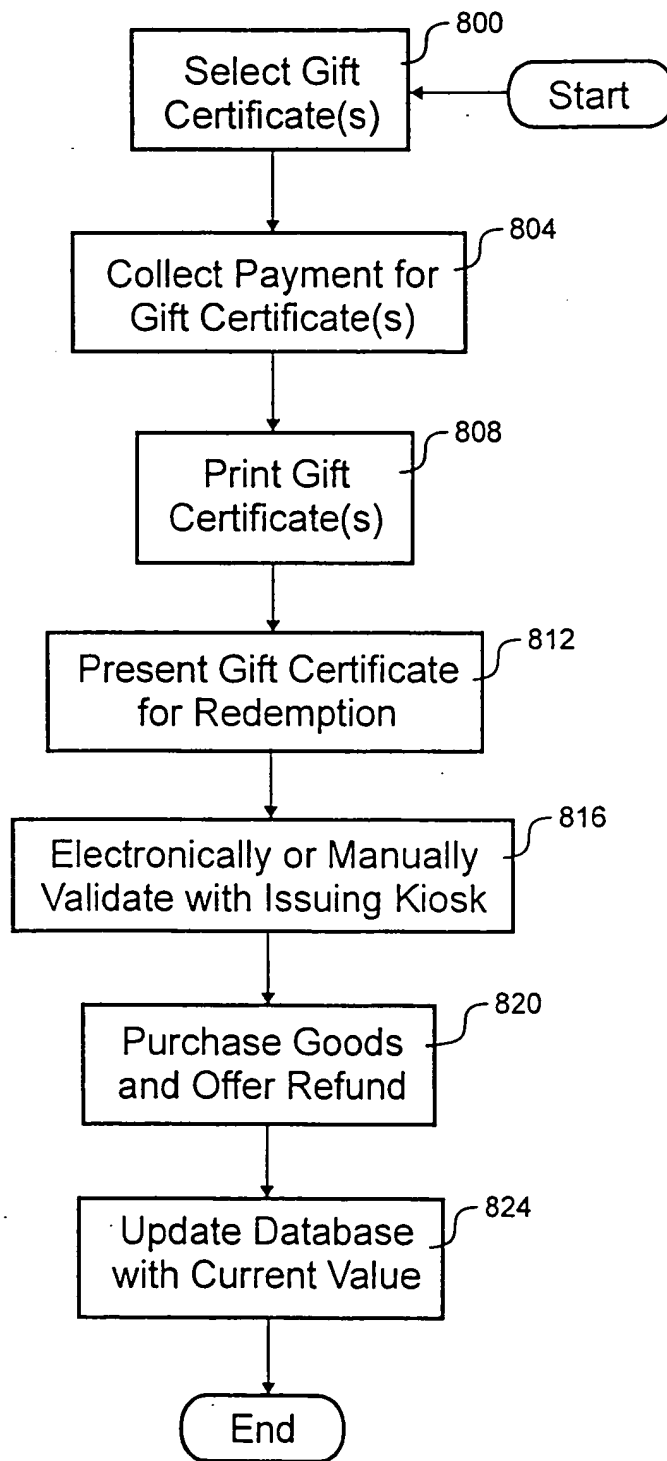 800
Select Gift
Certificate(s)
Start
804
Collect Payment for
Gift Certificate(s)
808
Print Gift
Certificate(s)
812
Present Gift Certificate
for Redemption
816
Electronically or Manually
Validate with Issuing Kiosk
820
Purchase Goods
and Offer Refund
824
Update Database
with Current Value
End